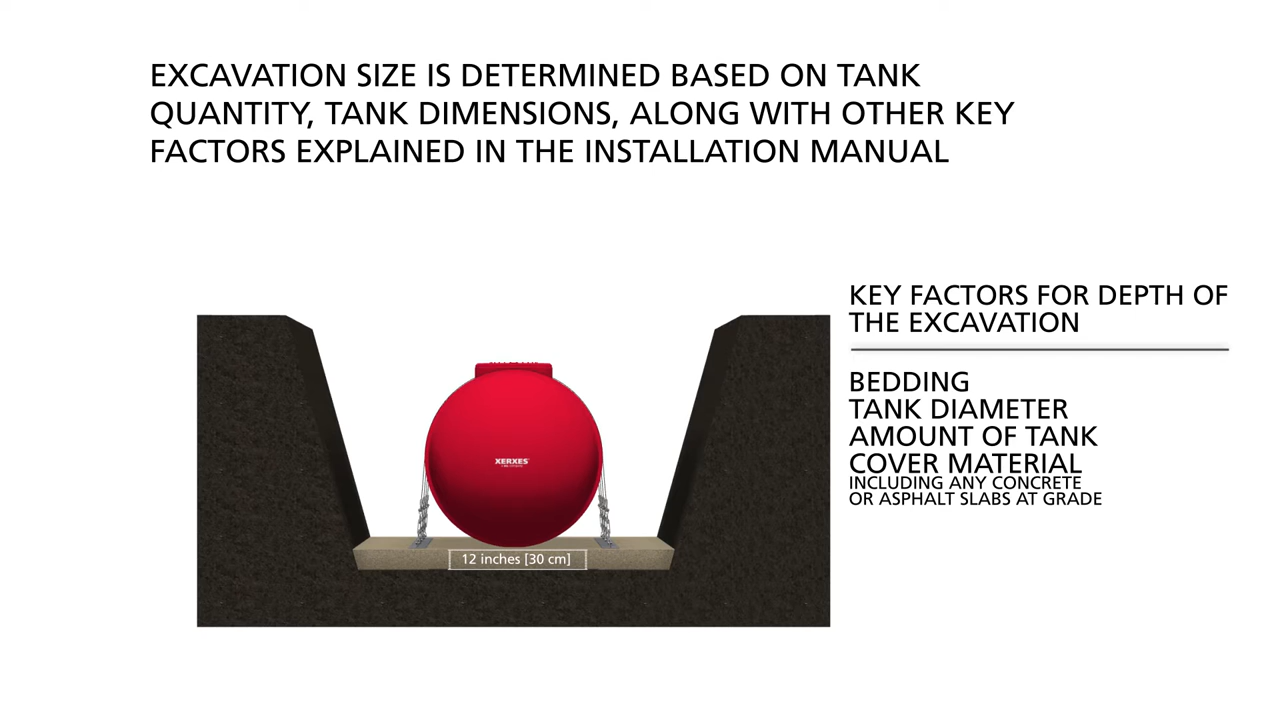 EXCAVATION SIZE IS DETERMINED BASED ON TANK
QUANTITY, TANK DIMENSIONS, ALONG WITH OTHER KEY
FACTORS EXPLAINED IN THE INSTALLATION MANUAL
KEY FACTORS FOR DEPTH OF
THE EXCAVATION
BEDDING
TANK DIAMETER
AMOUNT OF TANK
COVER MATERIAL
INCLUDING ANY CONCRETE
OR ASPHALT SLABS AT GRADE
XERXES
12 inches [30 cm]